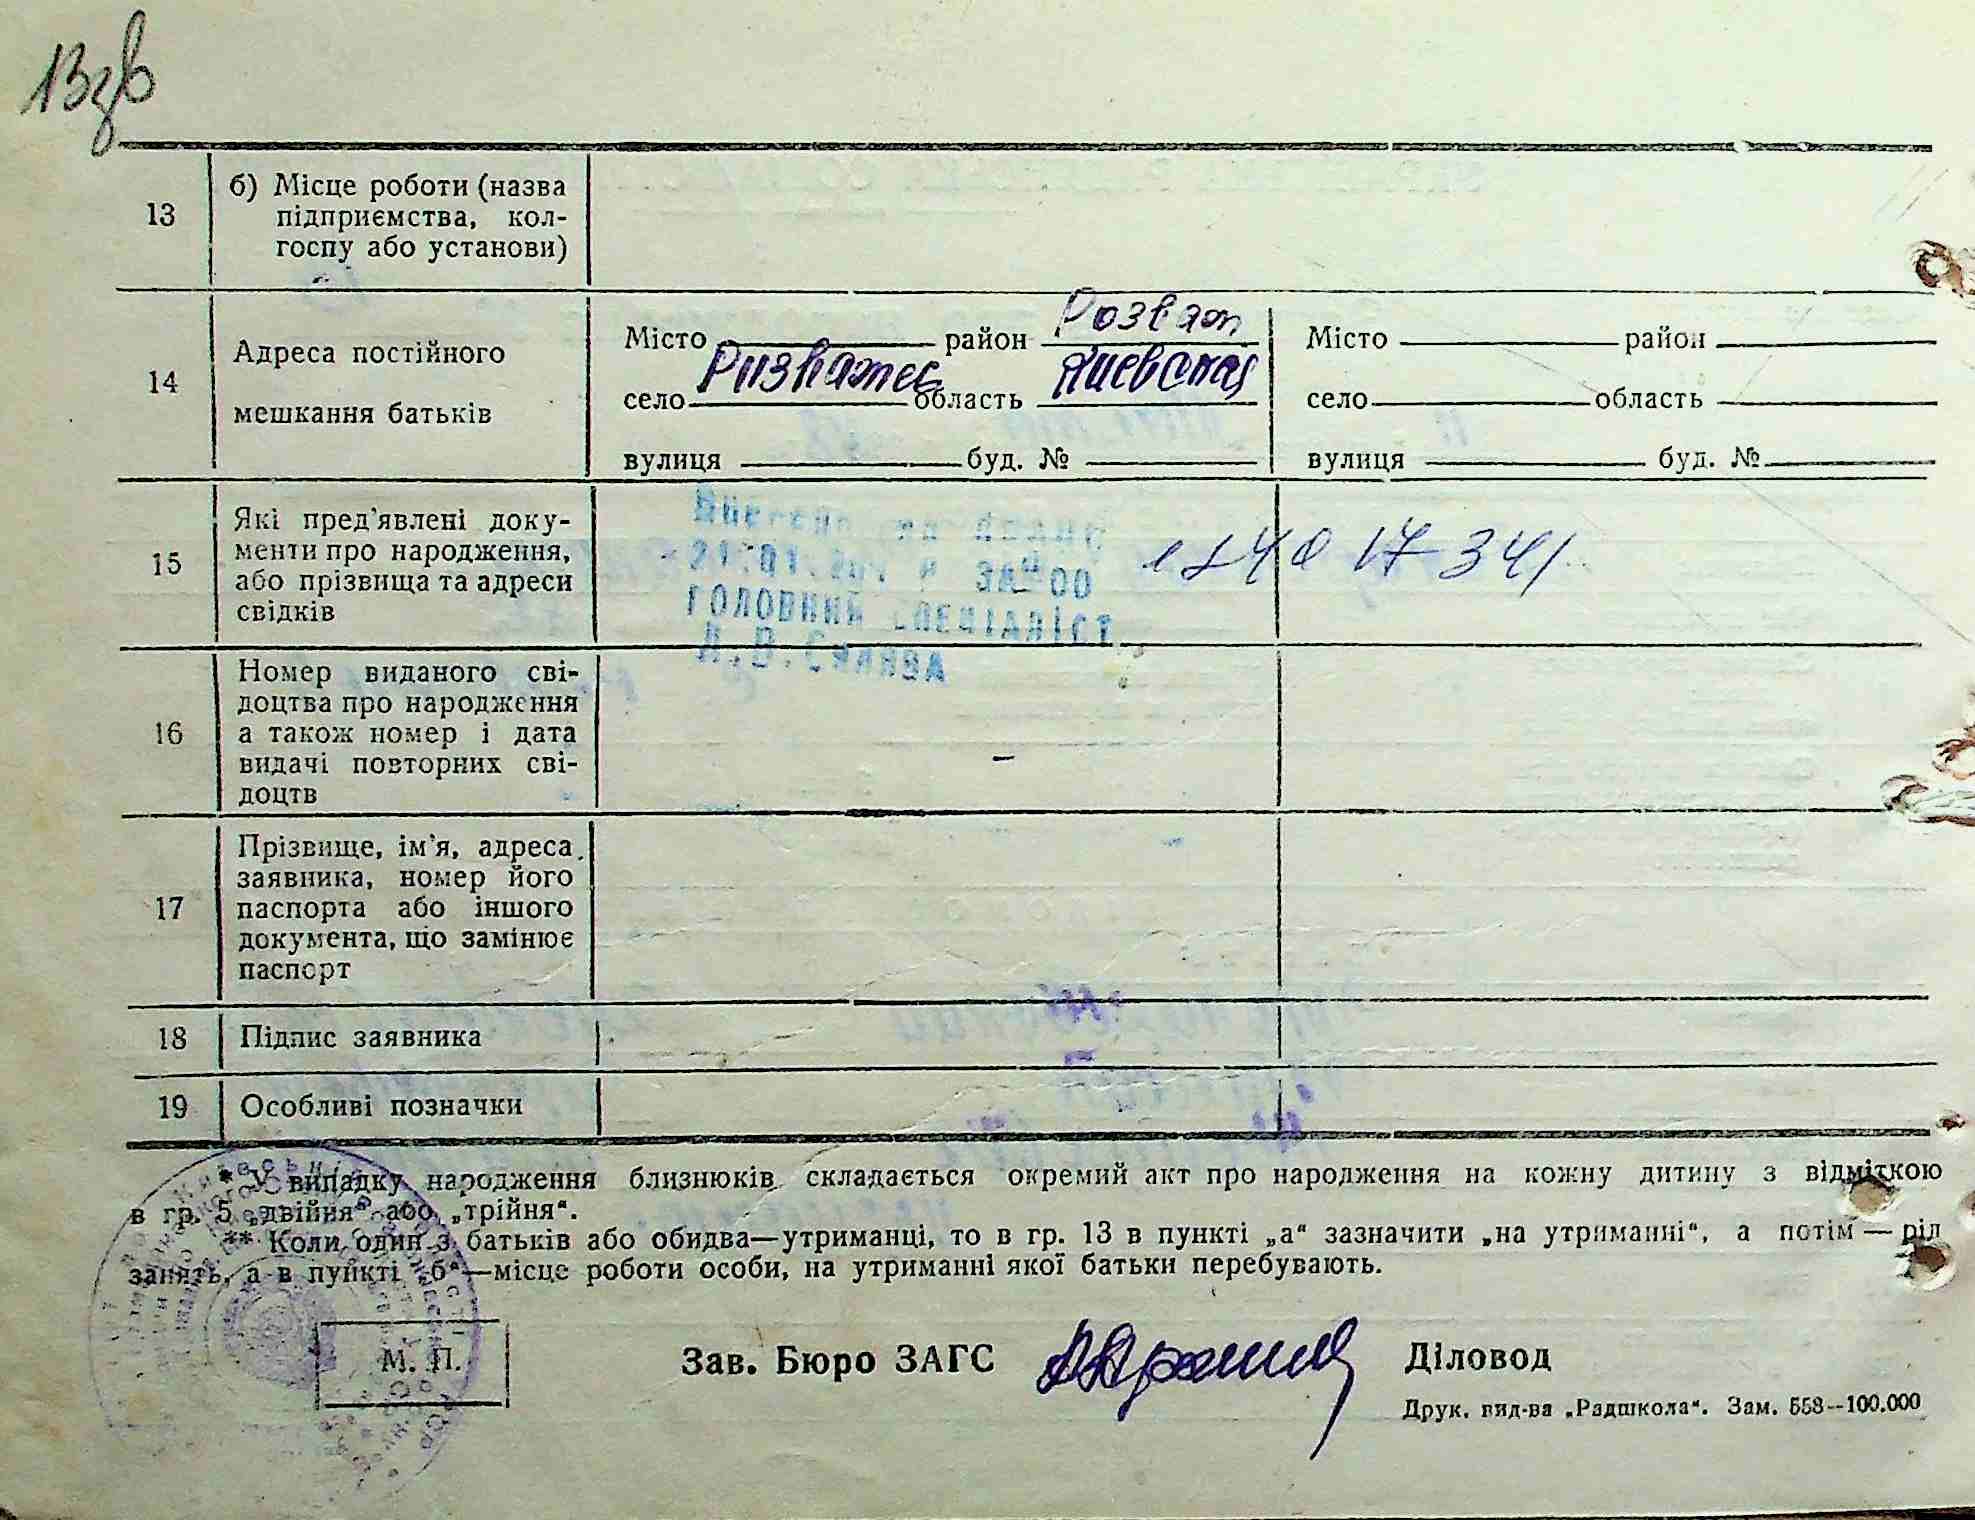 13зв
13
б) Місце роботи (назва
підприємства, кол-
госпу або установи)
14
Адреса постійного
мешкання батьків
Місто район Розваж
село Розважев область Киевская
вулиця буд. №
Місто район
село область
вулиця буд. №
15
Які пред'явлені доку-
менти про народження,
або прізвища та адреси
свідків
17 341
ГОЛОВНИЙ СПЕЦІАЛІСТ
16
Номер виданого сві-
доцтва про народження
а також номер і дата
видачі повторних сві-
доцтв
–
17
Прізвище, ім'я, адреса
заявника, номер його
паспорта або іншого
документа, що замінює
паспорт
18
Підпис заявника
19
Особливі позначки
* У випадку народження близнюків складається окремий акт про народження на кожну дитину з відміткою
в гр. 5 „двійня“ або „трійня“.
** Коли один з батьків або обидва—утриманці, то в гр. 13 в пункті „а“ зазначити „на утриманні“, а потім — рід
занять, а в пункті „б“—місце роботи особи, на утриманні якої батьки перебувають.
М. П.
Зав. Бюро ЗАГС
Діловод
Друк. вид-ва „Радшкола“. Зам. 558—100.000